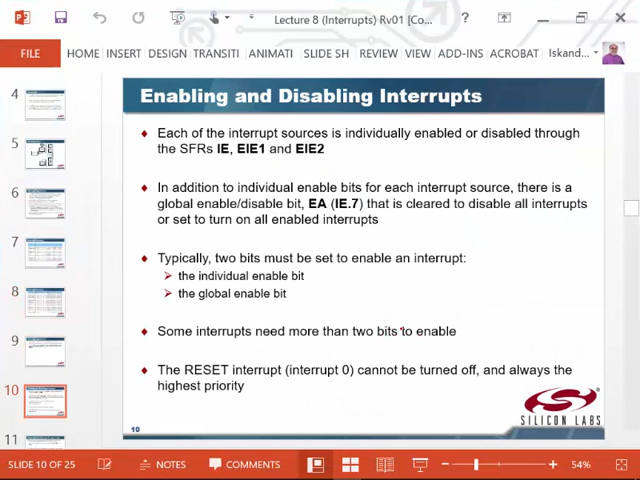 Lecture 8 (Interrupts) Rv01 [Co...
FILE HOME INSERT DESIGN TRANSITI ANIMATI SLIDE SH REVIEW VIEW ADD-INS ACROBAT Iskand...
4
5
6
7
8
9
10
11
Enabling and Disabling Interrupts
Each of the interrupt sources is individually enabled or disabled through
the SFRs IE, EIE1 and EIE2
In addition to individual enable bits for each interrupt source, there is a
global enable/disable bit, EA (IE.7) that is cleared to disable all interrupts
or set to turn on all enabled interrupts
Typically, two bits must be set to enable an interrupt:
the individual enable bit
the global enable bit
Some interrupts need more than two bits to enable
The RESET interrupt (interrupt 0) cannot be turned off, and always the
highest priority
SILICON LABS
10
SLIDE 10 OF 25 NOTES COMMENTS 54%